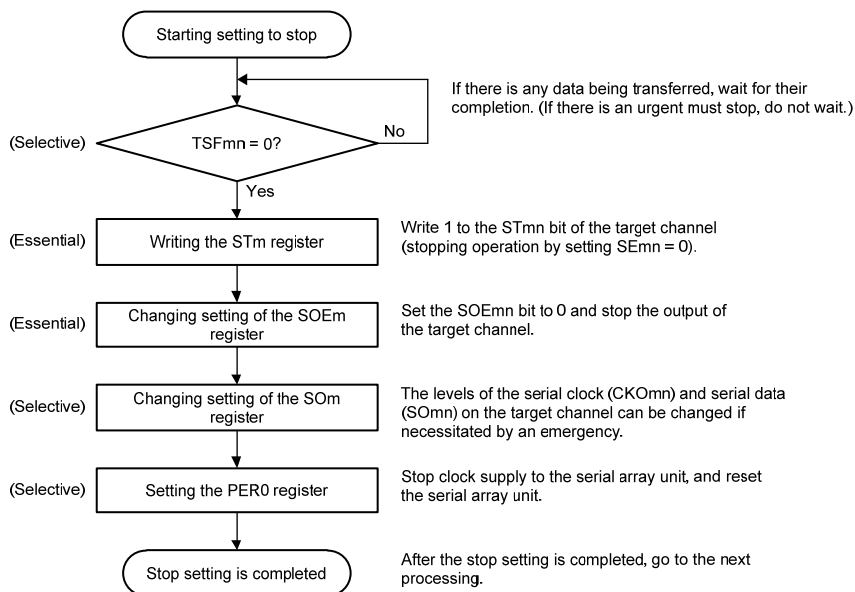 Starting setting to stop
If there is any data being transferred, wait for their
completion. (If there is an urgent must stop, do not wait.)
(Selective)
TSFmn = 0?
No
Yes
(Essential)
Writing the STm register
Write 1 to the STmn bit of the target channel
(stopping operation by setting SEmn = 0).
(Essential)
Changing setting of the SOEm
register
Set the SOEmn bit to 0 and stop the output of
the target channel.
(Selective)
Changing setting of the SOm
register
The levels of the serial clock (CKOmn) and serial data
(SOmn) on the target channel can be changed if
necessitated by an emergency.
(Selective)
Setting the PER0 register
Stop clock supply to the serial array unit, and reset
the serial array unit.
Stop setting is completed
After the stop setting is completed, go to the next
processing.